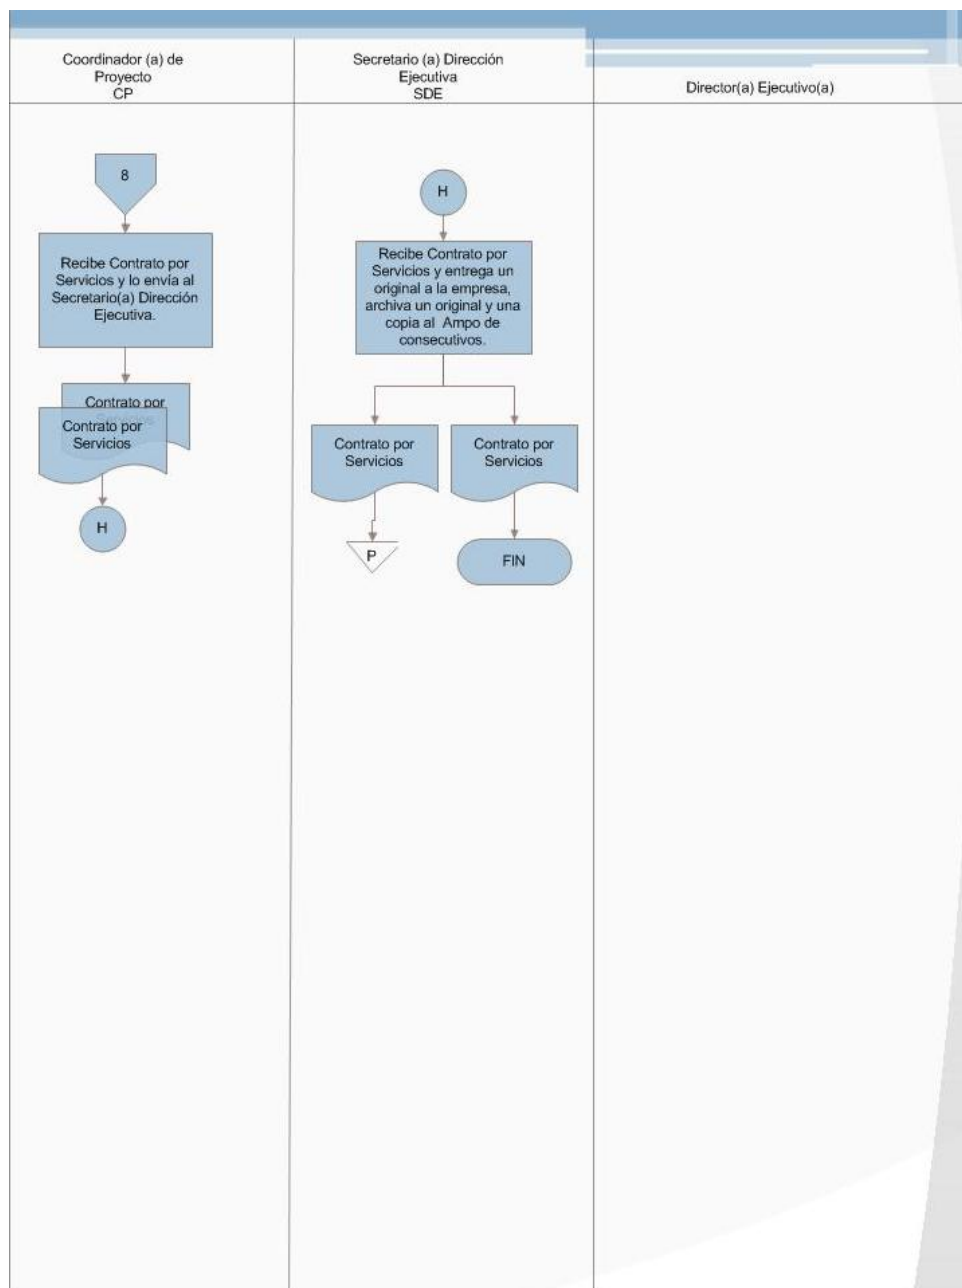 Coordinador (a) de
Proyecto
CP
Secretario (a) Dirección
Ejecutiva
SDE
Director(a) Ejecutivo(a)
8
Recibe Contrato por
Servicios y lo envía al
Secretario(a) Dirección
Ejecutiva.
Contrato por
Servicios
Contrato por
Servicios
H
H
Recibe Contrato por
Servicios y entrega un
original a la empresa,
archiva un original y una
copia al Ampo de
consecutivos.
Contrato por
Servicios
Contrato por
Servicios
P
FIN